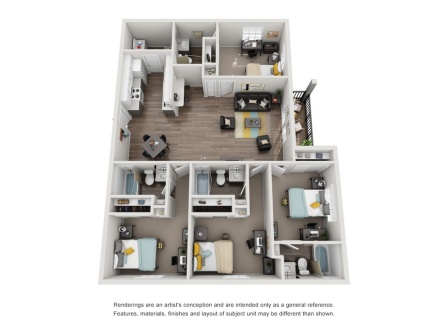 Renderings are an artist's conception and are intended only as a general reference.
Features, materials, finishes and layout of subject unit may be different than shown.